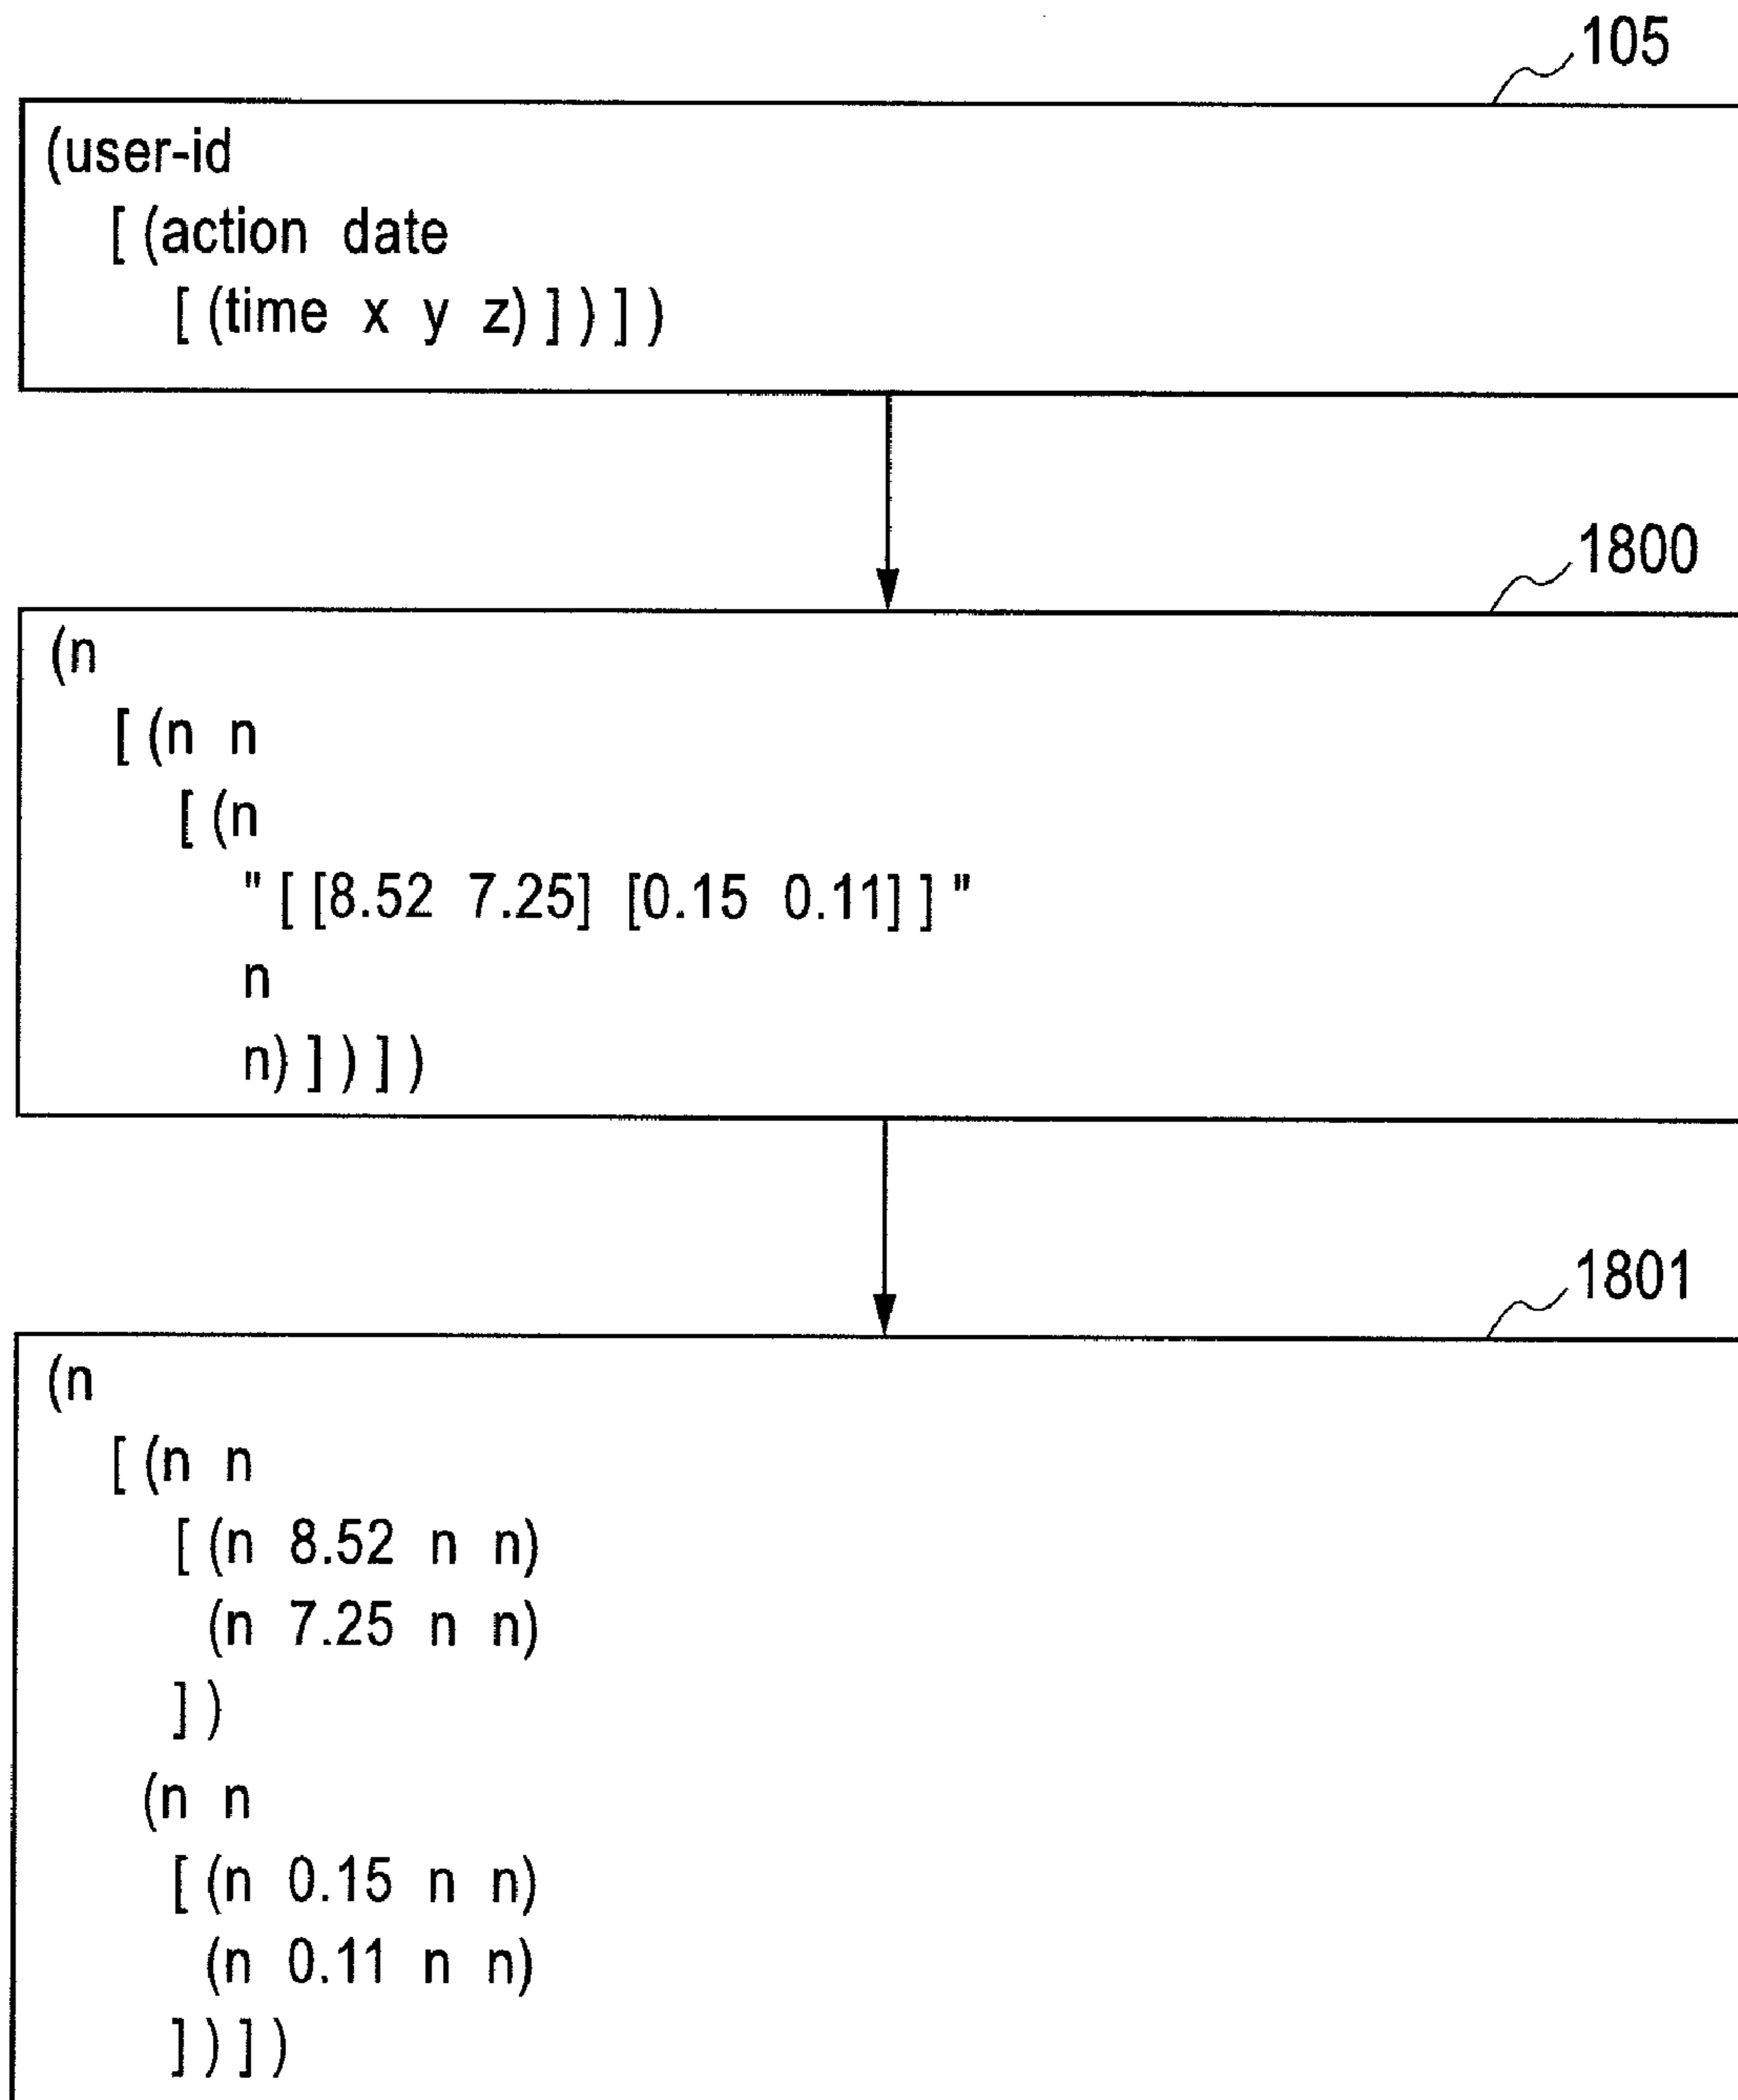 105
(user-id
[ (action date
[ (time x y z) ] ) ] )
1800
(n
[ (n n
[ (n
" [ [8.52 7.25] [0.15 0.11] ] "
n
n) ] ) ] )
1801
(n
[ (n n
[ (n 8.52 n n)
(n 7.25 n n)
] )
(n n
[ (n 0.15 n n)
(n 0.11 n n)
] ) ] )